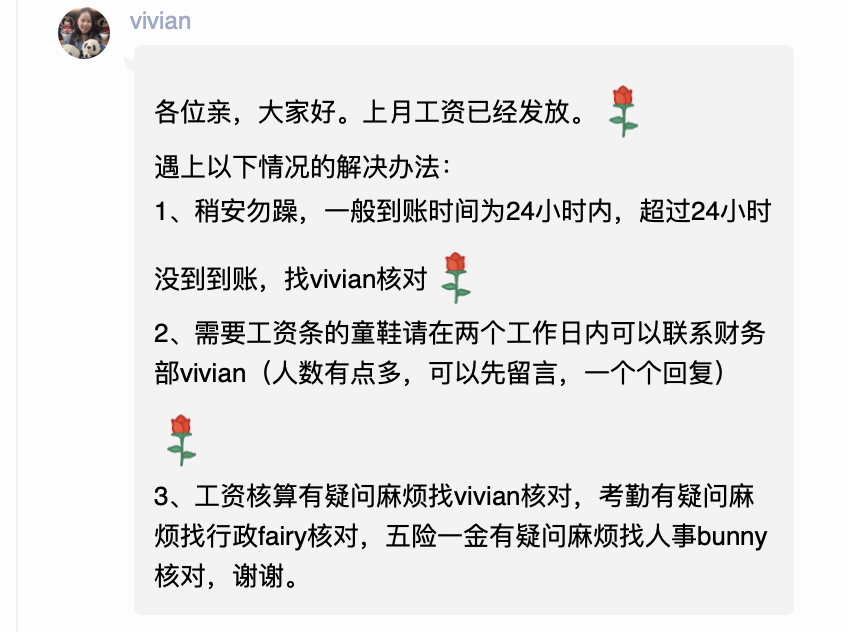 vivian
各位亲，大家好。上月工资已经发放。
遇上以下情况的解决办法：
1、稍安勿躁，一般到账时间为24小时内，超过24小时
没到到账，找vivian核对
2、需要工资条的童鞋请在两个工作日内可以联系财务
部vivian（人数有点多，可以先留言，一个个回复）
3、工资核算有疑问麻烦找vivian核对，考勤有疑问麻
烦找行政fairy核对，五险一金有疑问麻烦找人事bunny
核对，谢谢。